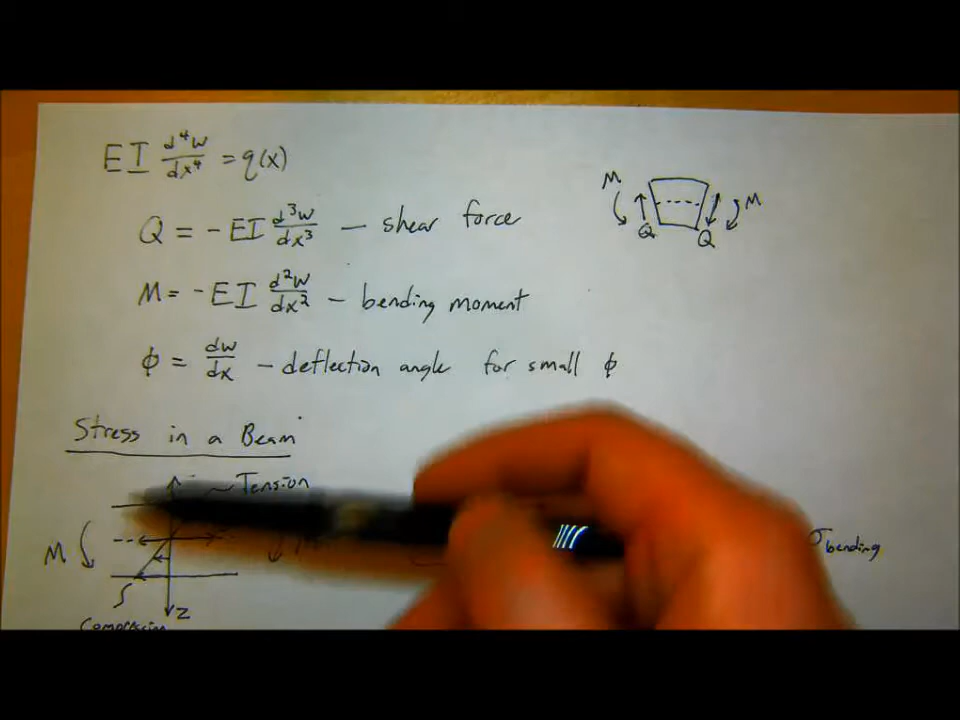 EI d⁴w/dx⁴ = q(x)
M M
Q Q
Q = - EI d³w/dx³ — shear force
M = - EI d²w/dx² — bending moment
φ = dw/dx — deflection angle for small φ
Stress in a Beam
Tension
M
σbending
z
Compression